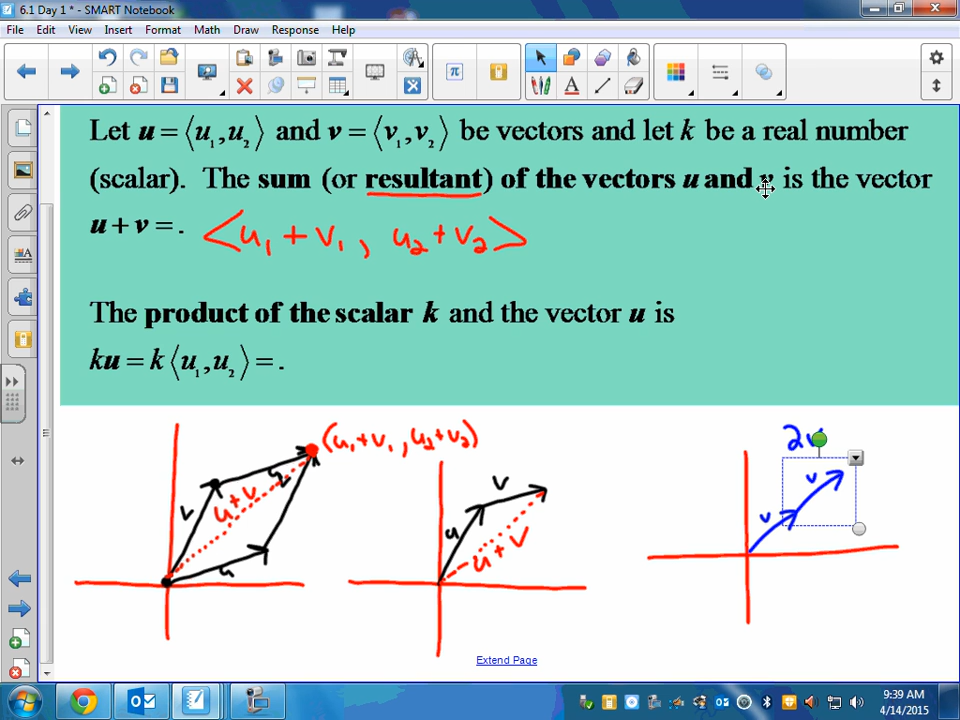 6.1 Day 1 * - SMART Notebook
File Edit View Insert Format Math Draw Response Help
Let u = ⟨u₁,u₂⟩ and v = ⟨v₁,v₂⟩ be vectors and let k be a real number
(scalar). The sum (or resultant) of the vectors u and v is the vector
u + v = .
<u₁ + v₁, u₂ + v₂>
The product of the scalar k and the vector u is
ku = k⟨u₁,u₂⟩ = .
(u₁+v₁, u₂+v₂)
v
u+v
u
v
u
u+v
2v
v
v
Extend Page
9:39 AM
4/14/2015